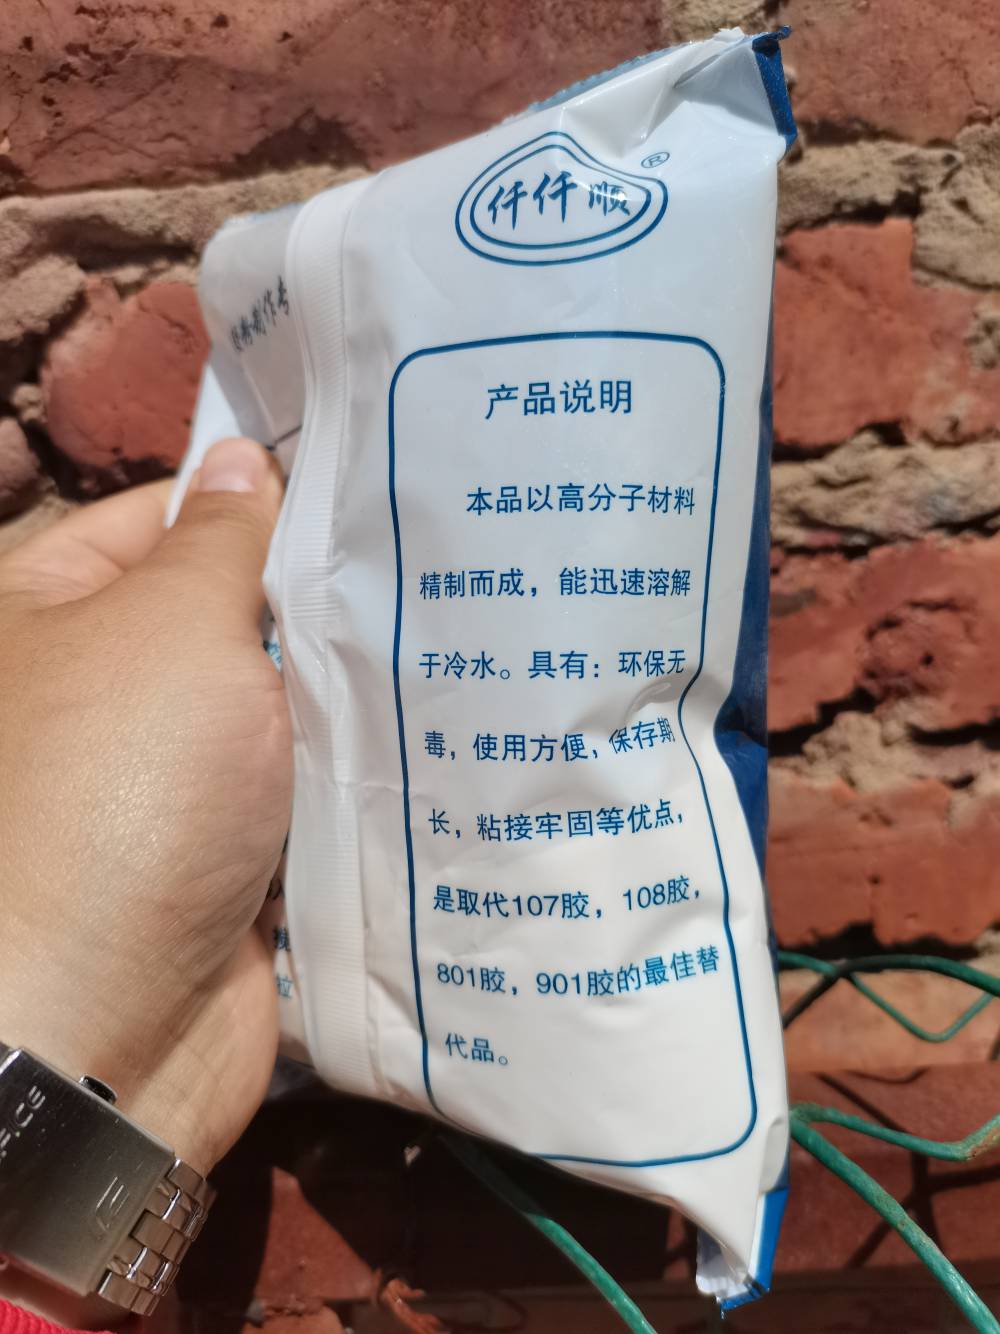 仟仟顺
®
产品说明
本品以高分子材料
精制而成，能迅速溶解
于冷水。具有：环保无
毒，使用方便，保存期
长，粘接牢固等优点，
是取代107胶，108胶，
801胶，901胶的最佳替
代品。